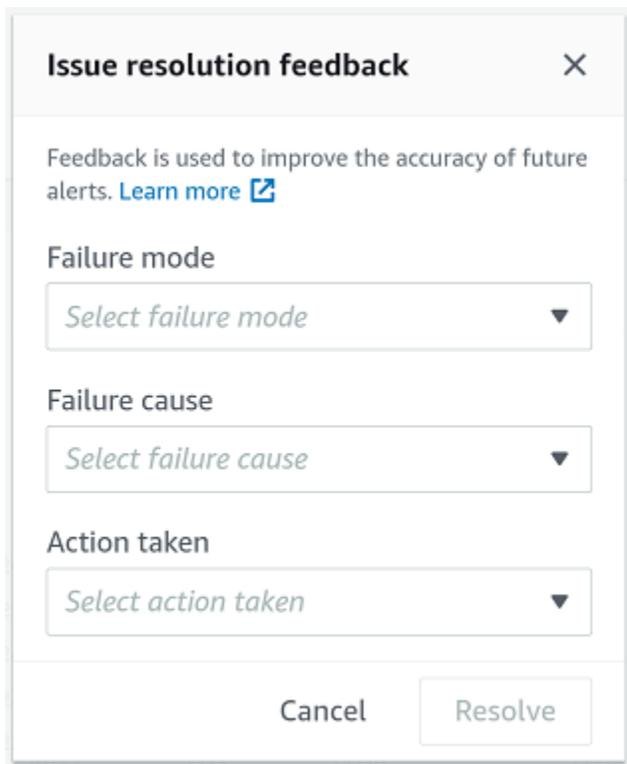 Issue resolution feedback
Feedback is used to improve the accuracy of future
alerts. Learn more
Failure mode
Select failure mode
Failure cause
Select failure cause
Action taken
Select action taken
Cancel Resolve